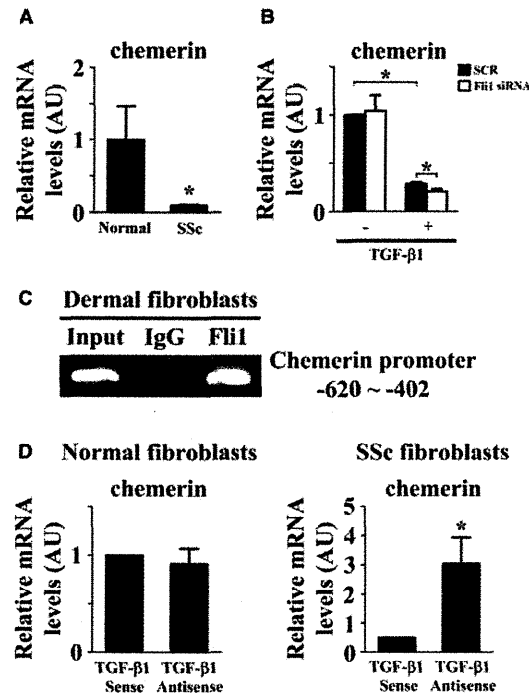 A
chemerin
Relative mRNA
levels (AU)
2
1
0
*
Normal
SSc
B
chemerin
SCR
Fli1 siRNA
Relative mRNA
levels (AU)
1
0
*
*
-
+
TGF-β1
C
Dermal fibroblasts
Input IgG Fli1
Chemerin promoter
-620 ~ -402
D
Normal fibroblasts
chemerin
Relative mRNA
levels (AU)
1
0
TGF-β1
Sense
TGF-β1
Antisense
SSc fibroblasts
chemerin
Relative mRNA
levels (AU)
5
4
3
2
1
0
*
TGF-β1
Sense
TGF-β1
Antisense